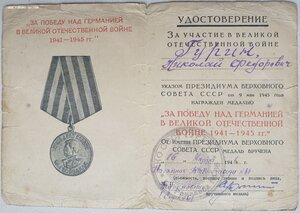 "ЗА ПОБЕДУ НАД ГЕРМАНИЕЙ
В ВЕЛИКОЙ ОТЕЧЕСТВЕННОЙ ВОЙНЕ
1941—1945 гг."
УДОСТОВЕРЕНИЕ
ЗА УЧАСТИЕ В ВЕЛИКОЙ
ОТЕЧЕСТВЕННОЙ ВОЙНЕ
Николай Федорович
УКАЗОМ ПРЕЗИДИУМА ВЕРХОВНОГО
СОВЕТА СССР от 9 мая 1945 года
НАГРАЖДЕН МЕДАЛЬЮ
"ЗА ПОБЕДУ НАД ГЕРМАНИЕЙ
В ВЕЛИКОЙ ОТЕЧЕСТВЕННОЙ
ВОЙНЕ 1941—1945 гг."
От имени ПРЕЗИДИУМА ВЕРХОВНОГО
СОВЕТА СССР МЕДАЛЬ ВРУЧЕНА
16 194 г.